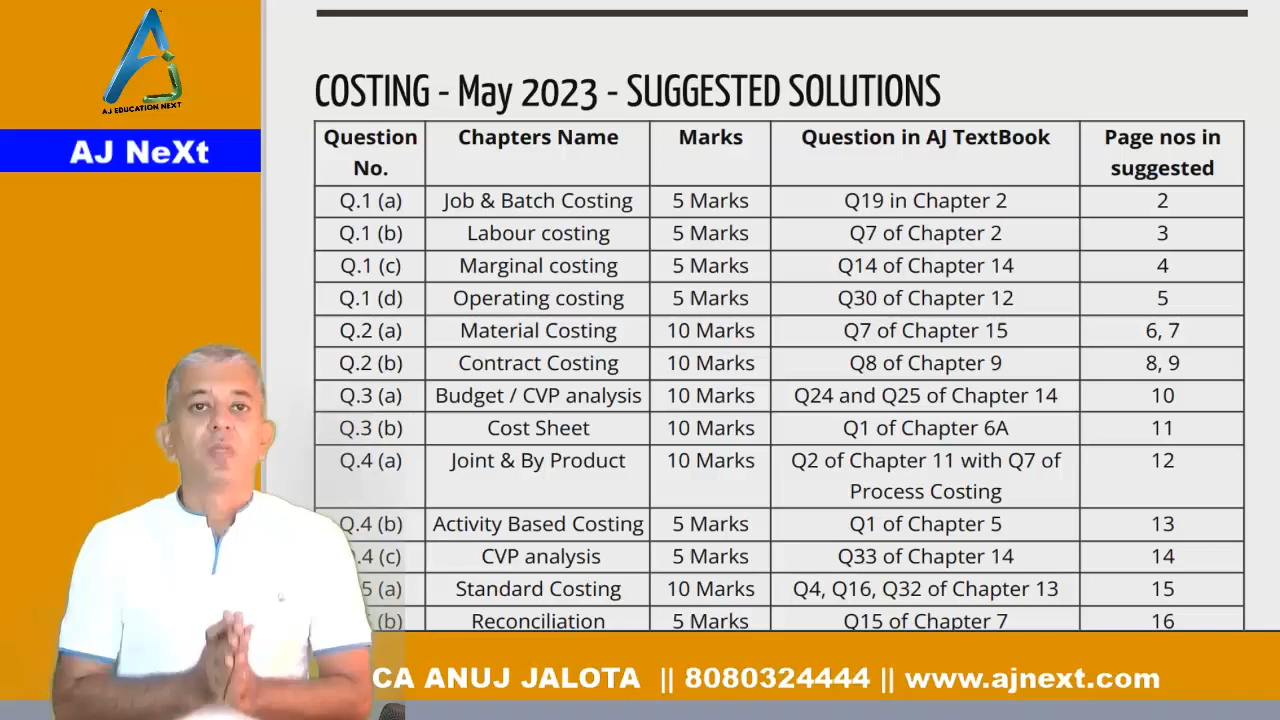 AJ EDUCATION NEXT
AJ NeXt
COSTING - May 2023 - SUGGESTED SOLUTIONS
Question No. Chapters Name Marks Question in AJ TextBook Page nos in suggested
Q.1 (a) Job & Batch Costing 5 Marks Q19 in Chapter 2 2
Q.1 (b) Labour costing 5 Marks Q7 of Chapter 2 3
Q.1 (c) Marginal costing 5 Marks Q14 of Chapter 14 4
Q.1 (d) Operating costing 5 Marks Q30 of Chapter 12 5
Q.2 (a) Material Costing 10 Marks Q7 of Chapter 15 6, 7
Q.2 (b) Contract Costing 10 Marks Q8 of Chapter 9 8, 9
Q.3 (a) Budget / CVP analysis 10 Marks Q24 and Q25 of Chapter 14 10
Q.3 (b) Cost Sheet 10 Marks Q1 of Chapter 6A 11
Q.4 (a) Joint & By Product 10 Marks Q2 of Chapter 11 with Q7 of Process Costing 12
Q.4 (b) Activity Based Costing 5 Marks Q1 of Chapter 5 13
.4 (c) CVP analysis 5 Marks Q33 of Chapter 14 14
5 (a) Standard Costing 10 Marks Q4, Q16, Q32 of Chapter 13 15
(b) Reconciliation 5 Marks Q15 of Chapter 7 16
CA ANUJ JALOTA || 8080324444 || www.ajnext.com